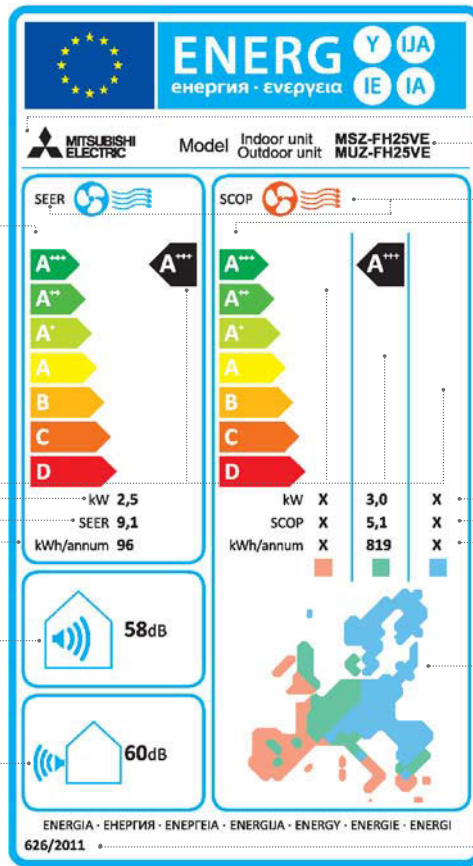 ENERG Y IJA
енергия · ενεργεια IE IA
MITSUBISHI
ELECTRIC
Model
Indoor unit MSZ-FH25VE
Outdoor unit MUZ-FH25VE
SEER
A+++ A+++
A++
A+
A
B
C
D
kW 2,5
SEER 9,1
kWh/annum 96
SCOP
A+++ A+++
A++
A+
A
B
C
D
kW X 3,0 X
SCOP X 5,1 X
kWh/annum X 819 X
58dB
60dB
ENERGIA · ЕНЕРГИЯ · ΕΝΕΡΓΕΙΑ · ENERGIJA · ENERGY · ENERGIE · ENERGI
626/2011